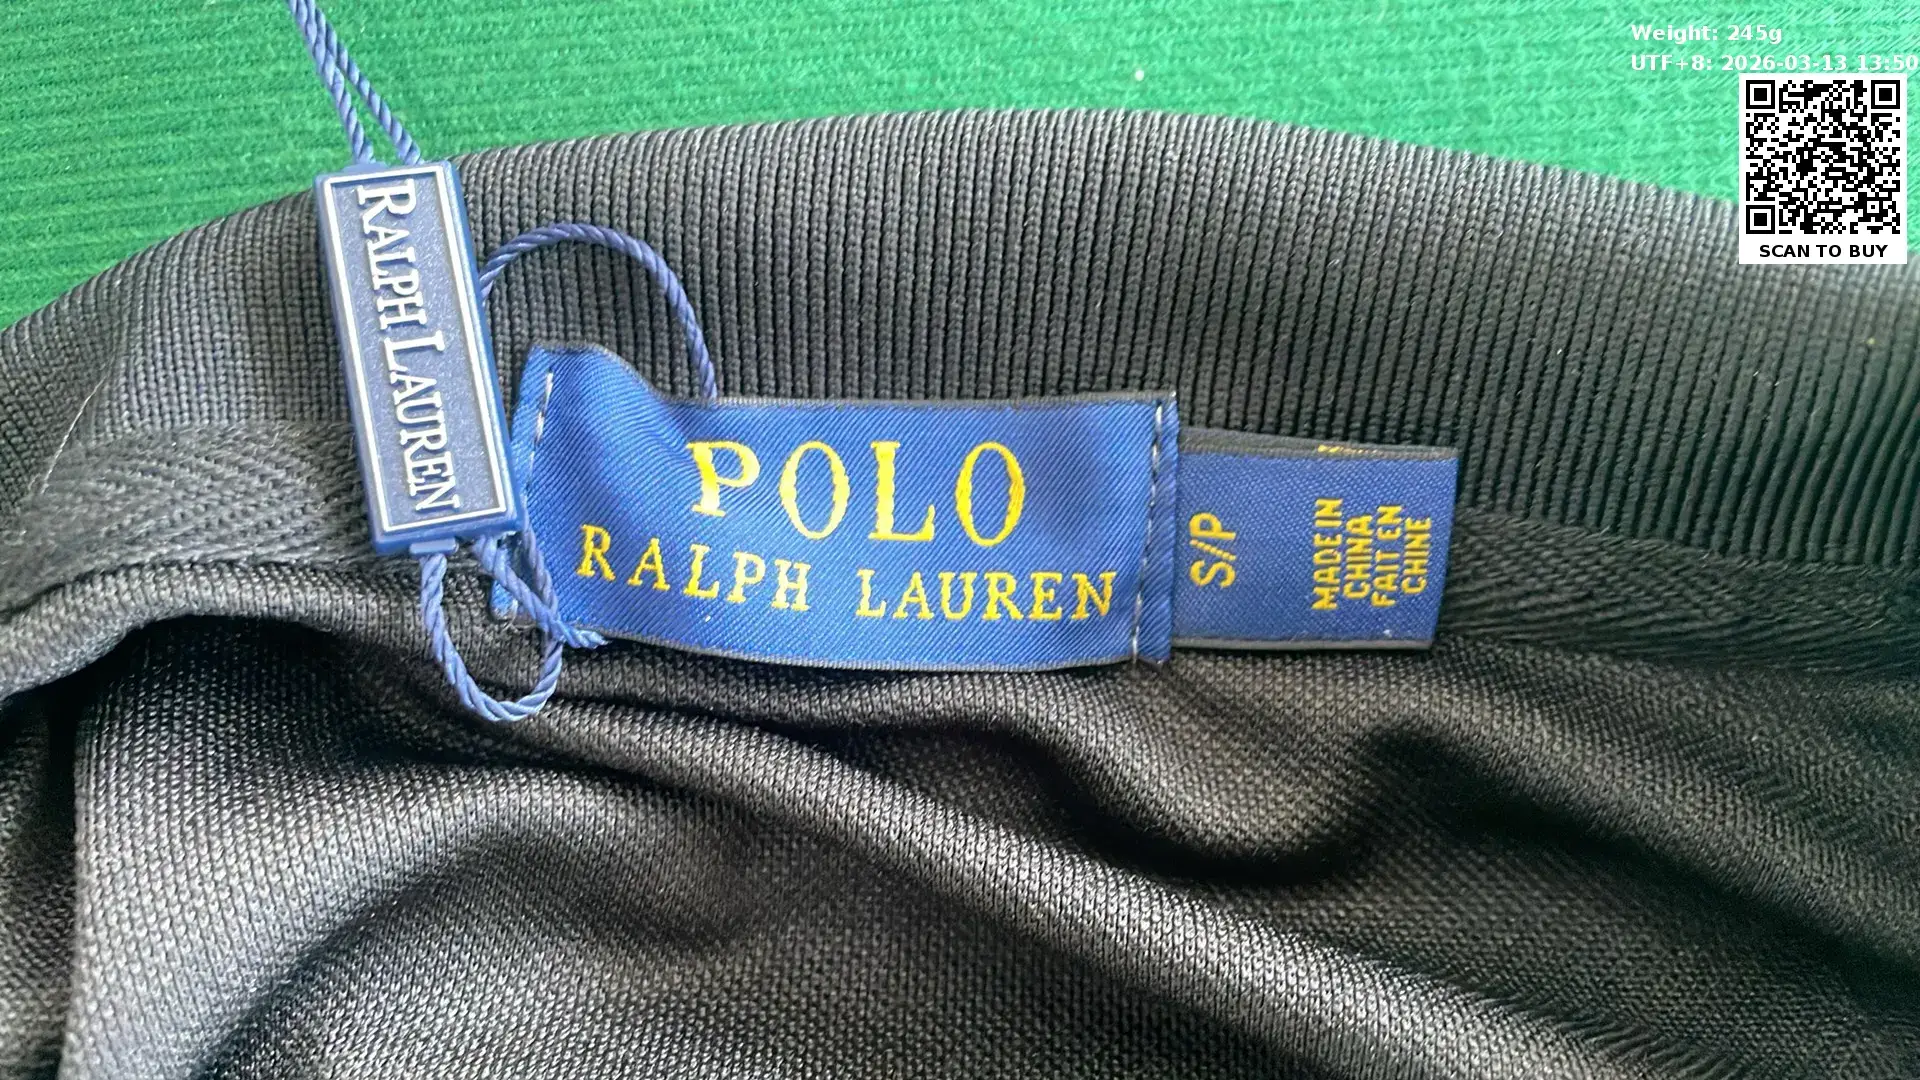 Weight: 245g
UTF+8: 2026-03-13 13:50
SCAN TO BUY
RALPH LAUREN
POLO
RALPH LAUREN
S/P
MADE IN
CHINA
FAIT EN
CHINE